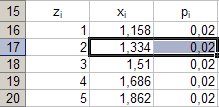 15 zi xi pi
16 1 1,158 0,02
17 2 1,334 0,02
18 3 1,51 0,02
19 4 1,686 0,02
20 5 1,862 0,02